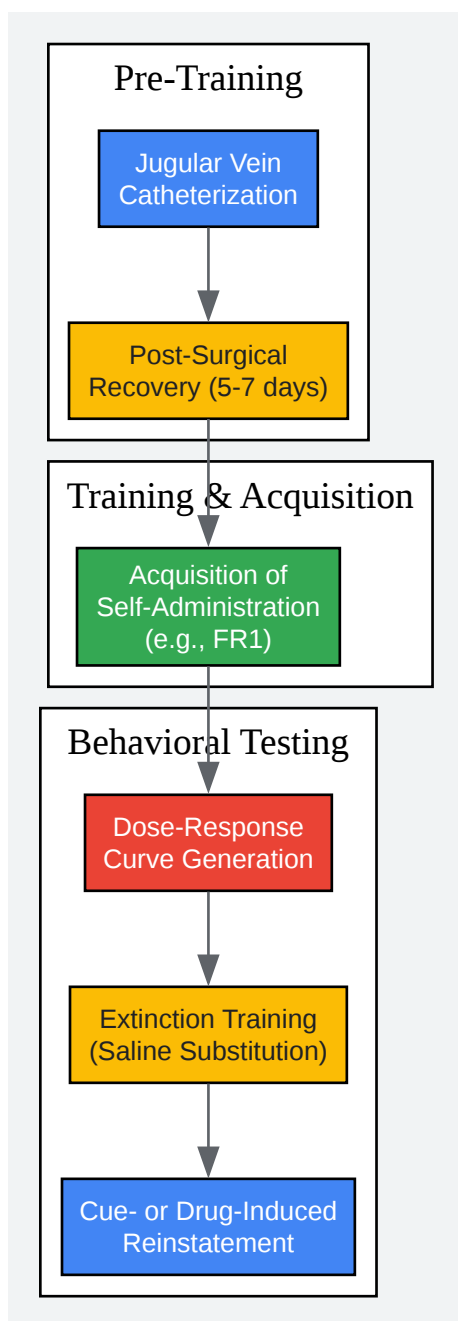 Pre-Training
Jugular Vein
Catheterization
Post-Surgical
Recovery (5-7 days)
Training & Acquisition
Acquisition of
Self-Administration
(e.g., FR1)
Behavioral Testing
Dose-Response
Curve Generation
Extinction Training
(Saline Substitution)
Cue- or Drug-Induced
Reinstatement